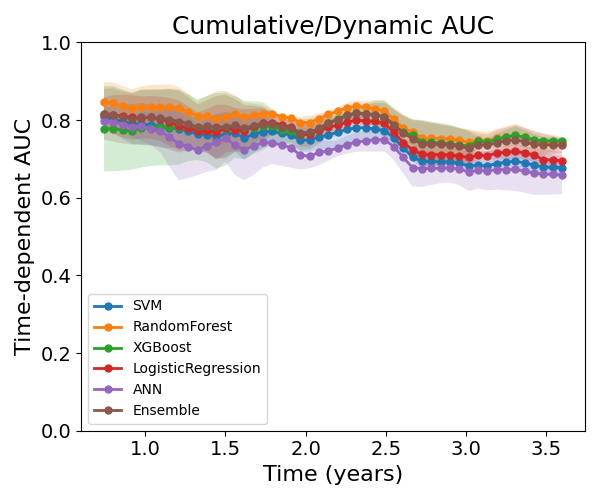 Cumulative/Dynamic AUC
Time-dependent AUC
1.0
0.8
0.6
0.4
0.2
0.0
SVM
RandomForest
XGBoost
LogisticRegression
ANN
Ensemble
1.0 1.5 2.0 2.5 3.0 3.5
Time (years)